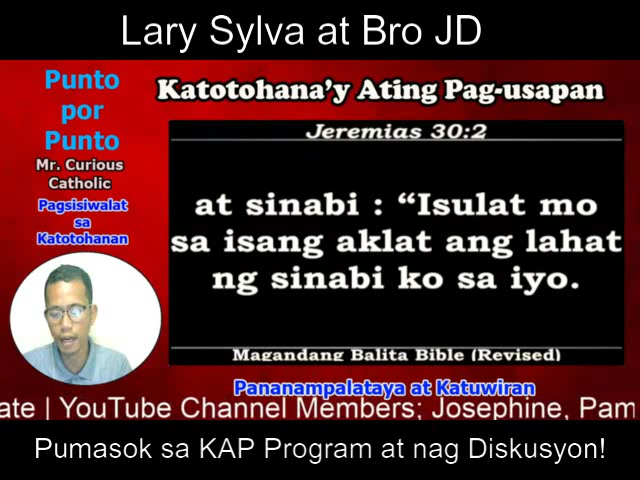 Lary Sylva at Bro JD
Punto
por
Punto
Mr. Curious
Catholic
Pagsisiwalat
sa
Katotohanan
Katotohana'y Ating Pag-usapan
Jeremias 30:2
at sinabi : “Isulat mo
sa isang aklat ang lahat
ng sinabi ko sa iyo.
Magandang Balita Bible (Revised)
Pananampalataya at Katuwiran
ate | YouTube Channel Members; Josephine, Pam
Pumasok sa KAP Program at nag Diskusyon!